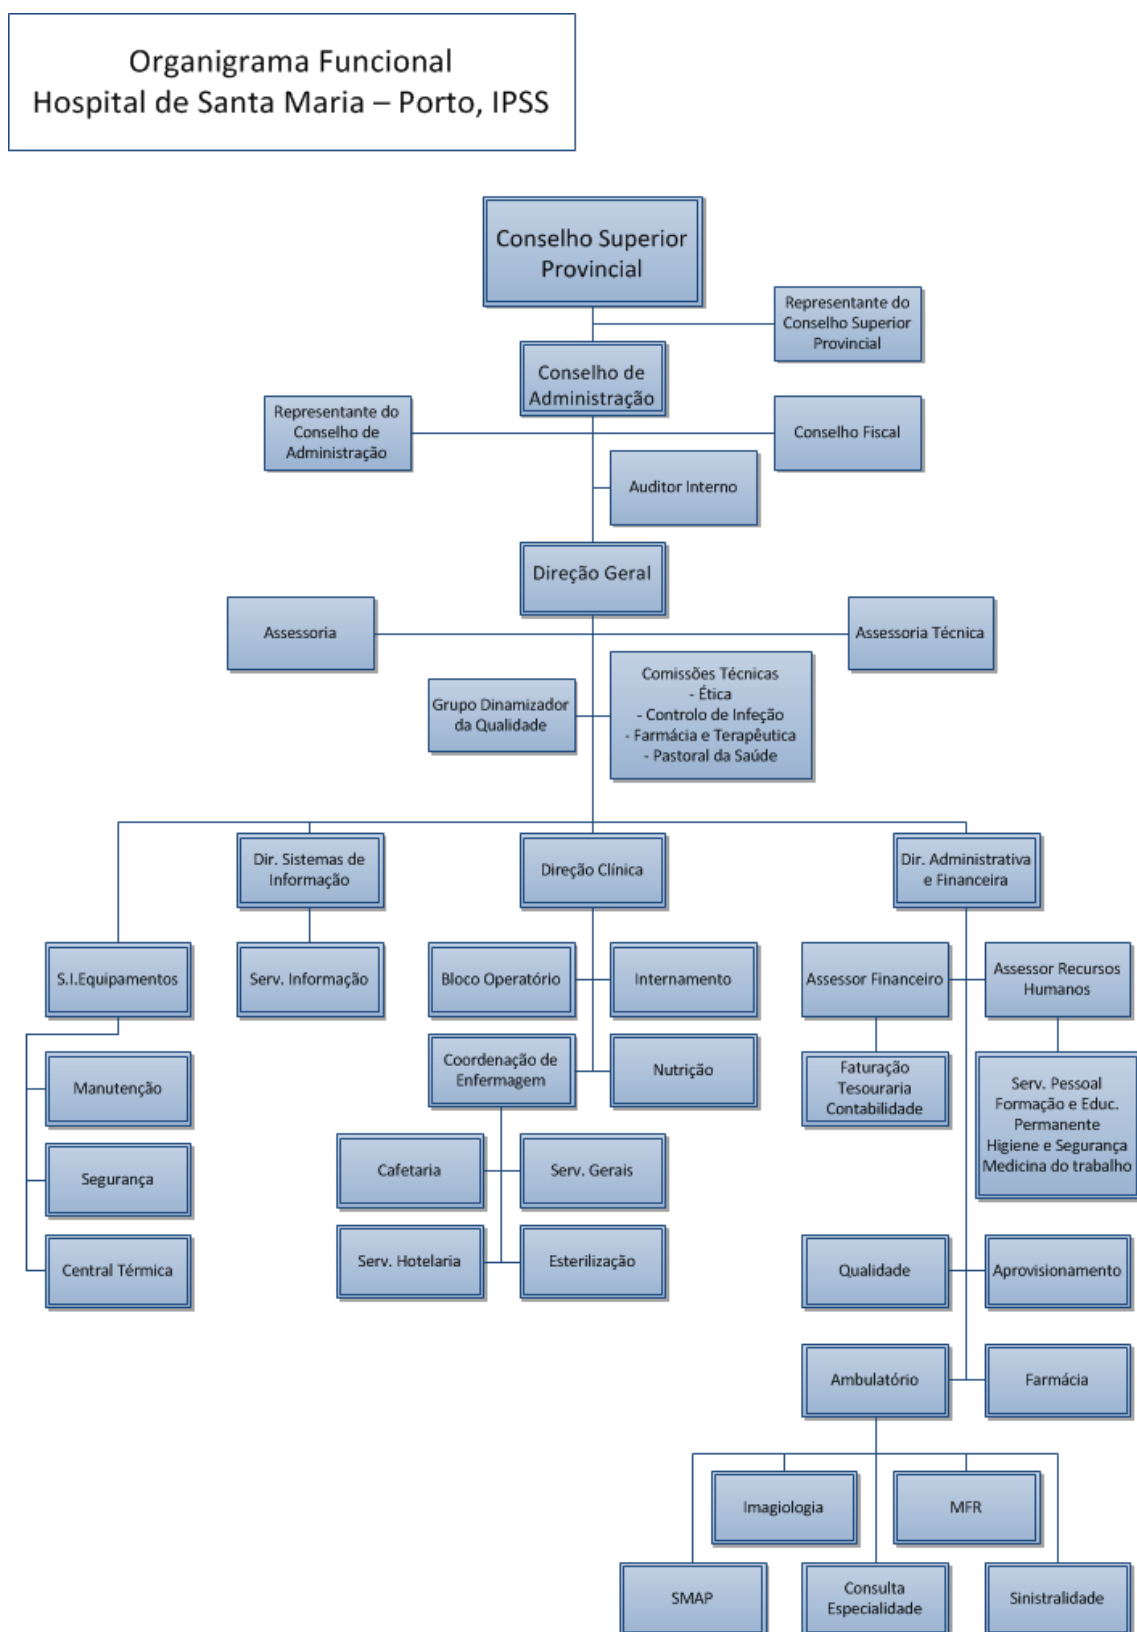 Organigrama Funcional
Hospital de Santa Maria – Porto, IPSS
Conselho Superior
Provincial
Representante do
Conselho Superior
Provincial
Conselho de
Administração
Representante do
Conselho de
Administração
Conselho Fiscal
Auditor Interno
Direção Geral
Assessoria
Assessoria Técnica
Grupo Dinamizador
da Qualidade
Comissões Técnicas
- Ética
- Controlo de Infeção
- Farmácia e Terapêutica
- Pastoral da Saúde
Dir. Sistemas de
Informação
Direção Clínica
Dir. Administrativa
e Financeira
S.I.Equipamentos
Serv. Informação
Bloco Operatório
Internamento
Assessor Financeiro
Assessor Recursos
Humanos
Manutenção
Coordenação de
Enfermagem
Nutrição
Faturação
Tesouraria
Contabilidade
Serv. Pessoal
Formação e Educ.
Permanente
Higiene e Segurança
Medicina do trabalho
Segurança
Cafetaria
Serv. Gerais
Central Térmica
Serv. Hotelaria
Esterilização
Qualidade
Aprovisionamento
Ambulatório
Farmácia
Imagiologia
MFR
SMAP
Consulta
Especialidade
Sinistralidade